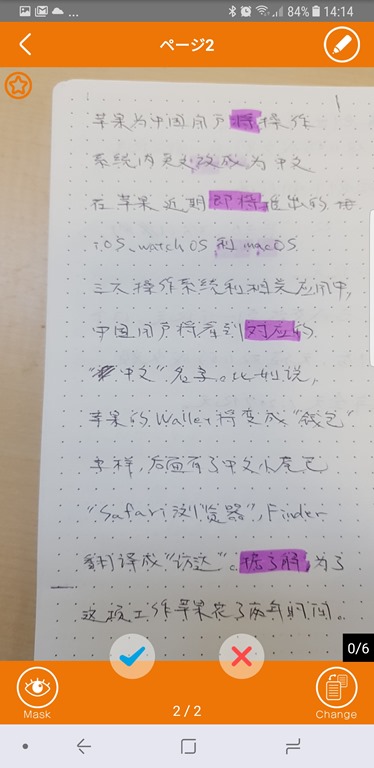 84% 14:14
ページ2
苹果为中国用户将操作
系统内更改成为中文
在苹果近期即将推出的
iOS、watchOS 和 macOS
三大操作系统和相关应用中,
中国用户将看到对应的
"中文"名字。比如说,
苹果的 Wallet 将变成"钱包"
字样,后面有了中文小尾巴
"Safari 浏览器", Finder
翻译成"访达"。据了解,为了
这项工作苹果花了两年时间。
0/6
Mask
2 / 2
Change